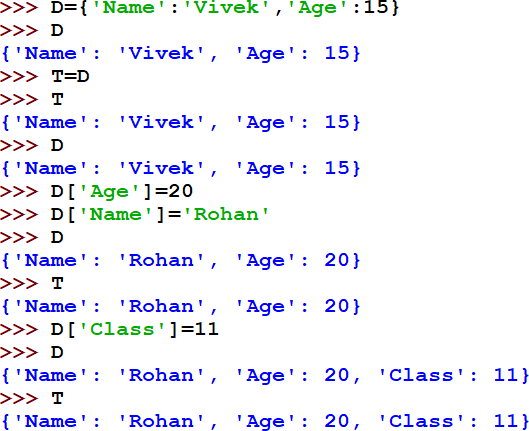 >>> D={'Name':'Vivek','Age':15}
>>> D
{'Name': 'Vivek', 'Age': 15}
>>> T=D
>>> T
{'Name': 'Vivek', 'Age': 15}
>>> D
{'Name': 'Vivek', 'Age': 15}
>>> D['Age']=20
>>> D['Name']='Rohan'
>>> D
{'Name': 'Rohan', 'Age': 20}
>>> T
{'Name': 'Rohan', 'Age': 20}
>>> D['Class']=11
>>> D
{'Name': 'Rohan', 'Age': 20, 'Class': 11}
>>> T
{'Name': 'Rohan', 'Age': 20, 'Class': 11}